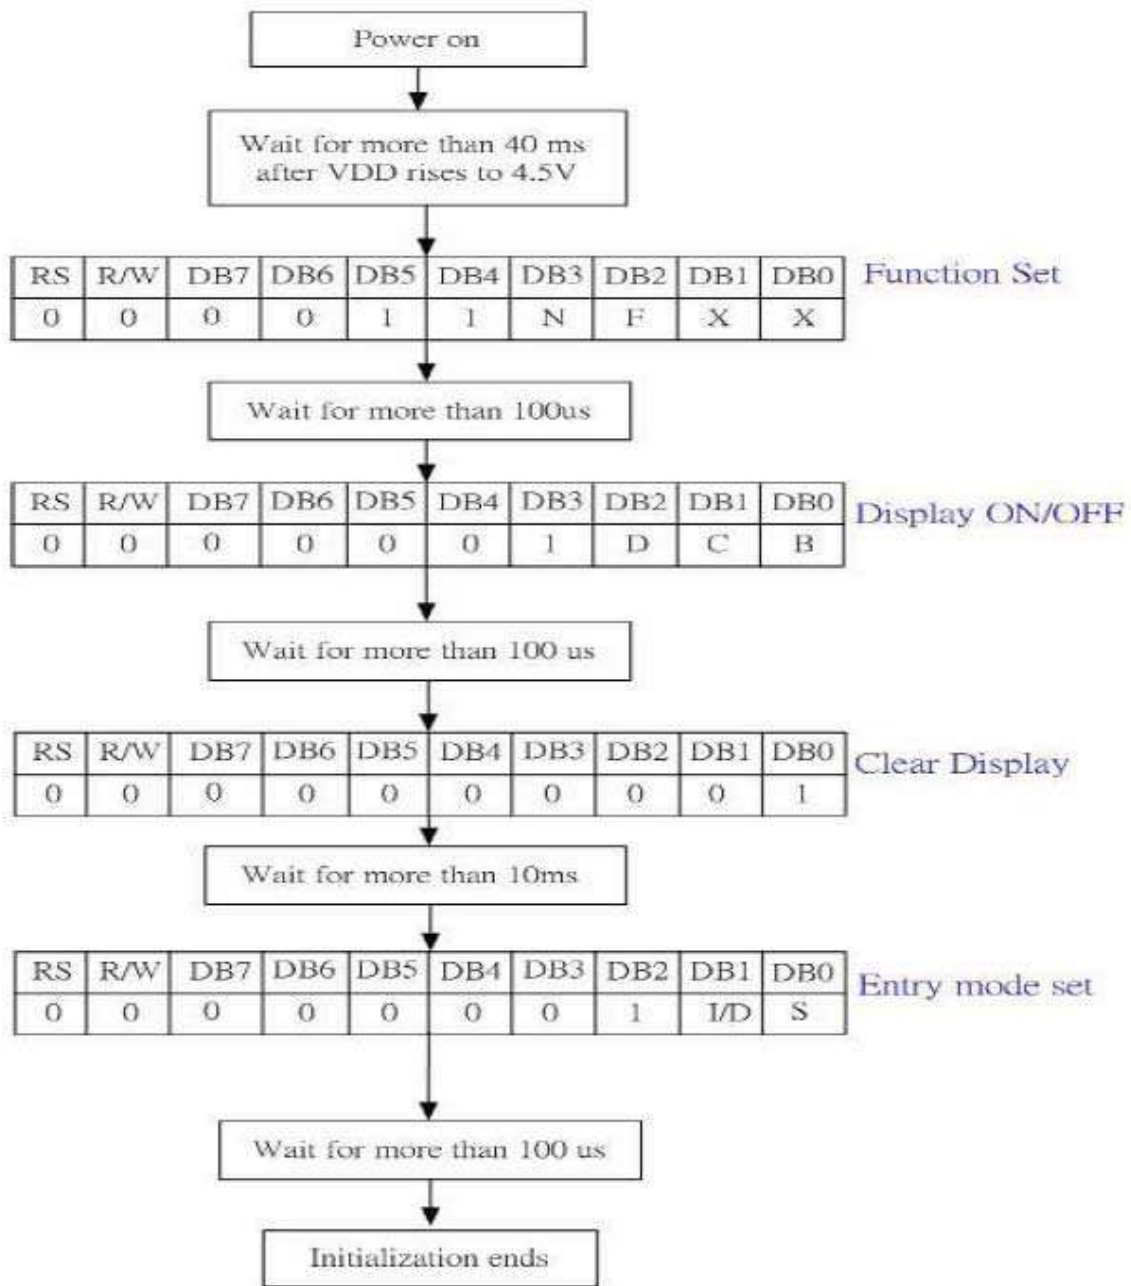 Power on
Wait for more than 40 ms
after VDD rises to 4.5V
RS R/W DB7 DB6 DB5 DB4 DB3 DB2 DB1 DB0 Function Set
0 0 0 0 1 1 N F X X
Wait for more than 100us
RS R/W DB7 DB6 DB5 DB4 DB3 DB2 DB1 DB0 Display ON/OFF
0 0 0 0 0 0 1 D C B
Wait for more than 100 us
RS R/W DB7 DB6 DB5 DB4 DB3 DB2 DB1 DB0 Clear Display
0 0 0 0 0 0 0 0 0 1
Wait for more than 10ms
RS R/W DB7 DB6 DB5 DB4 DB3 DB2 DB1 DB0 Entry mode set
0 0 0 0 0 0 0 1 I/D S
Wait for more than 100 us
Initialization ends